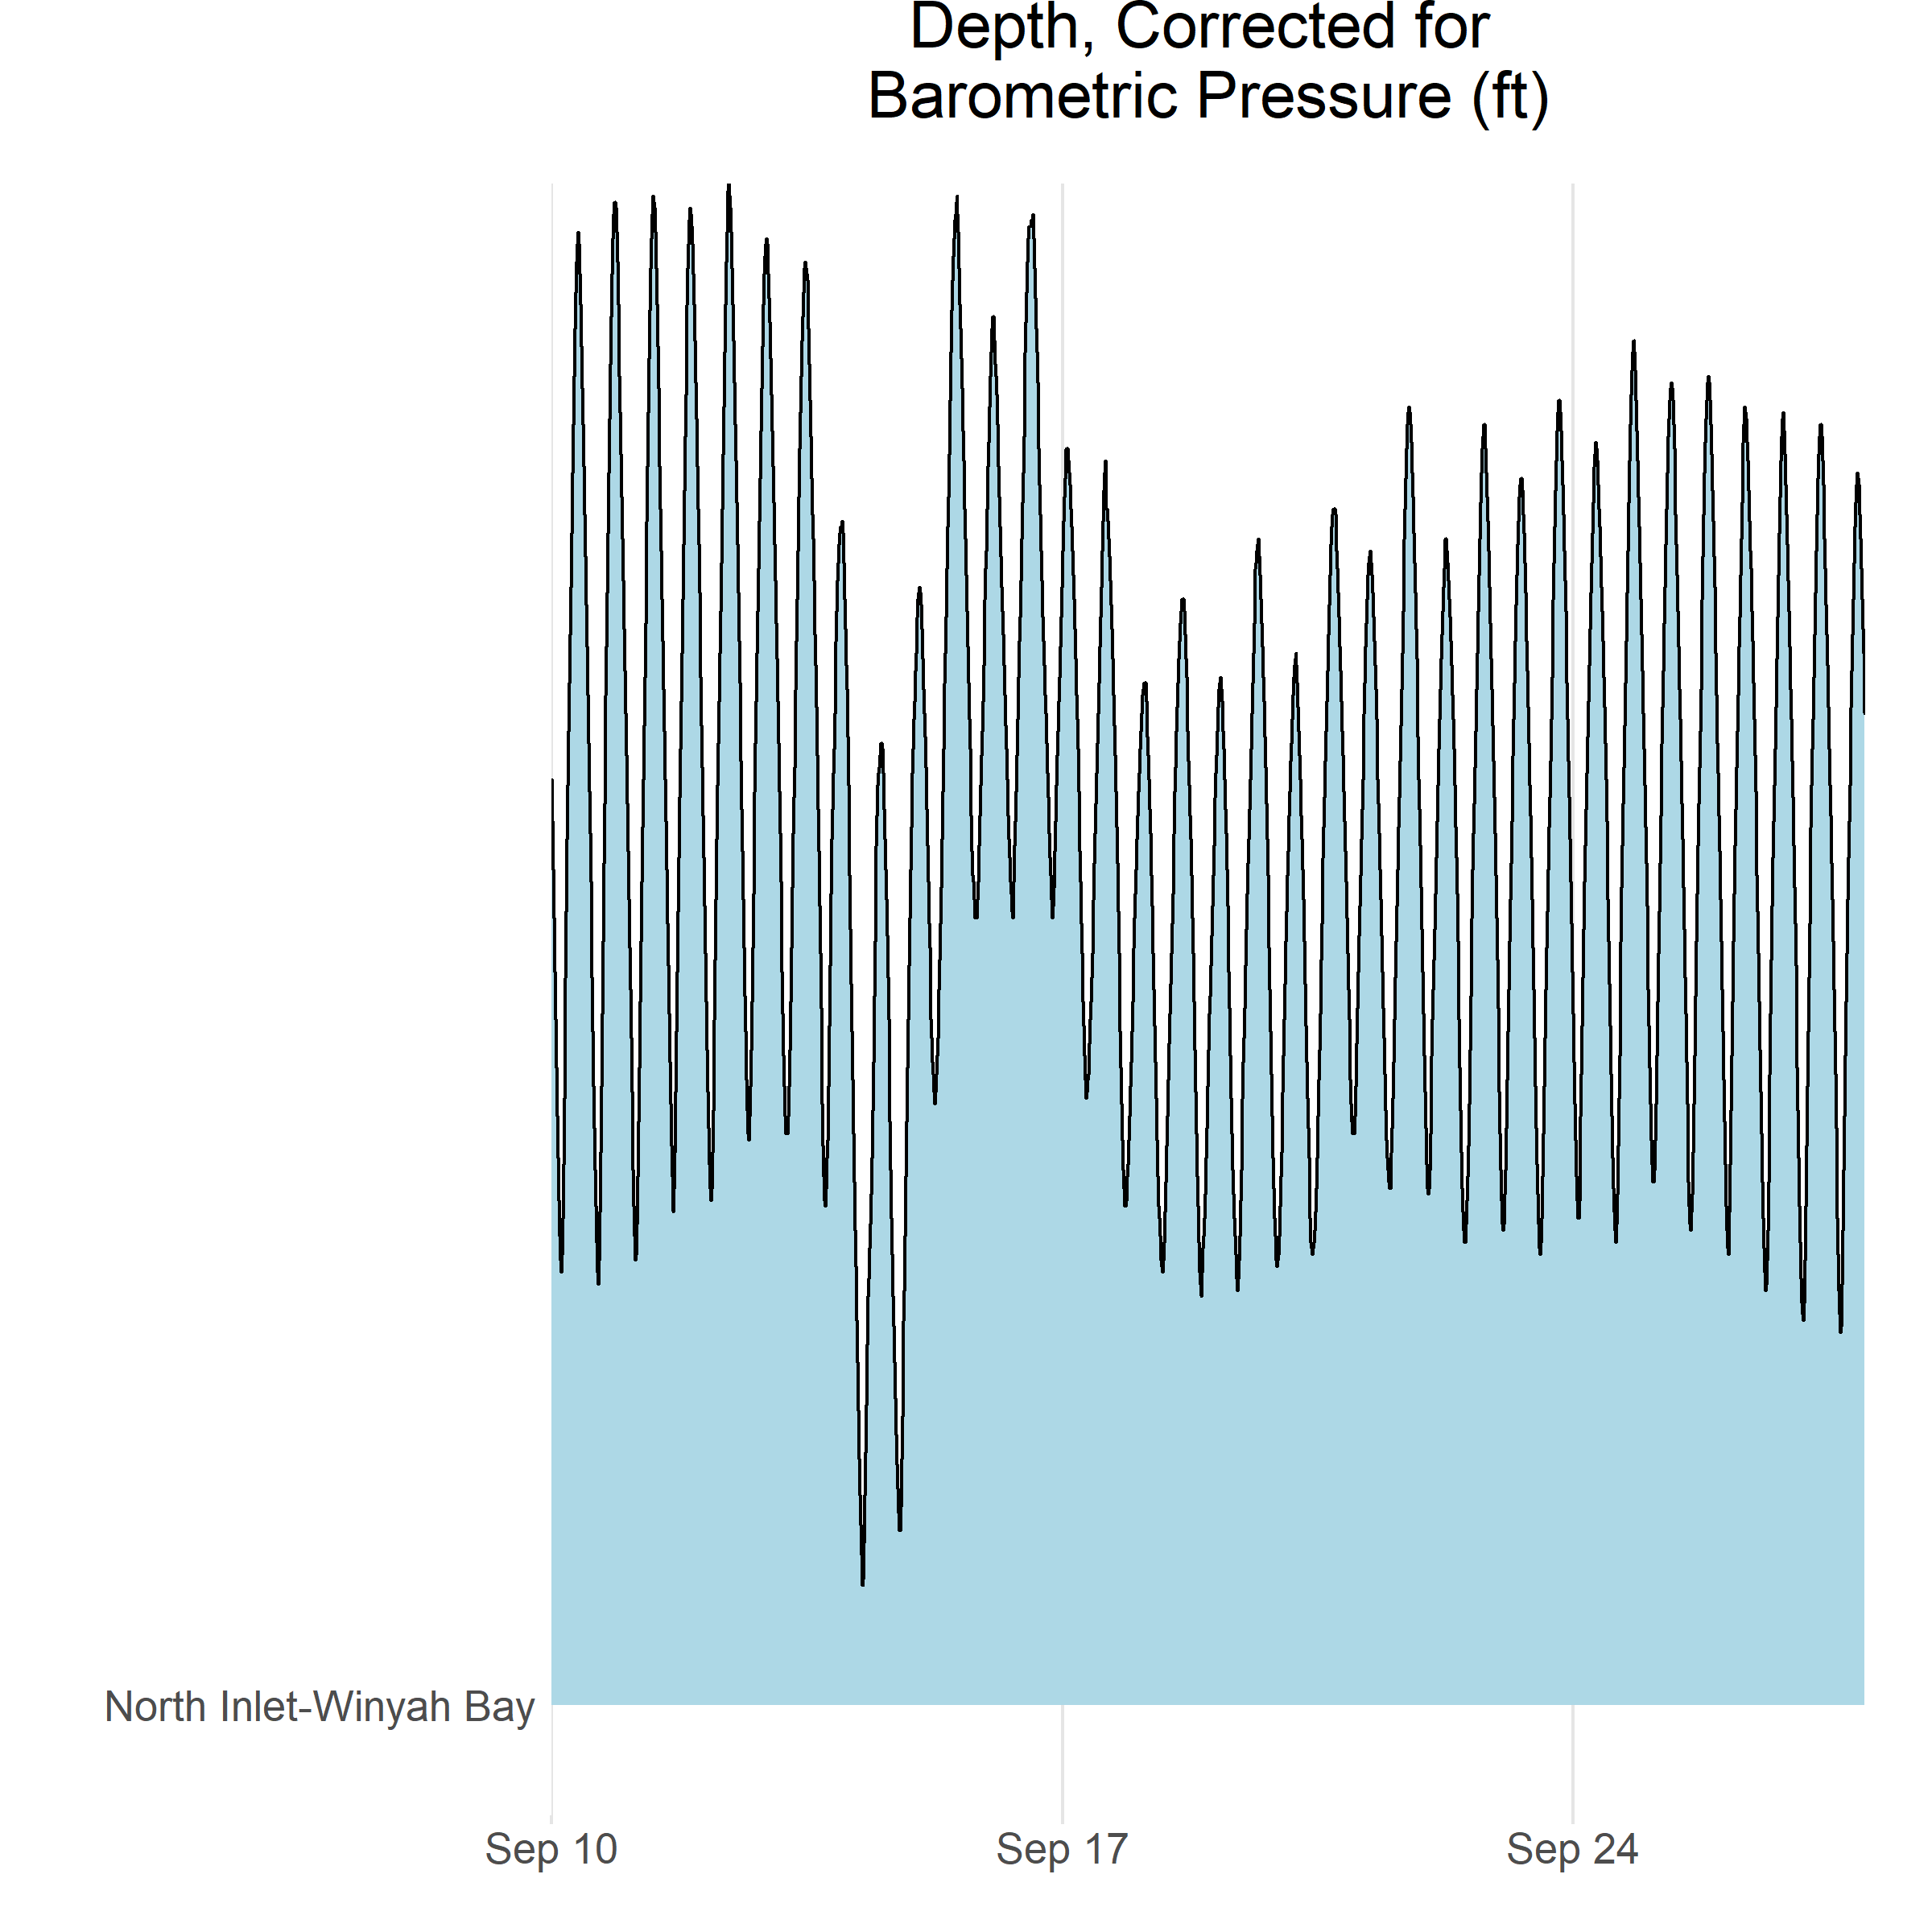 Depth, Corrected for
Barometric Pressure (ft)
North Inlet-Winyah Bay
Sep 10
Sep 17
Sep 24